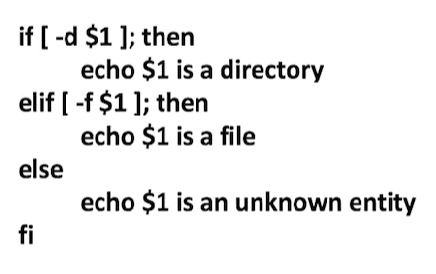 if [ -d $1 ]; then
echo $1 is a directory
elif [ -f $1 ]; then
echo $1 is a file
else
echo $1 is an unknown entity
fi